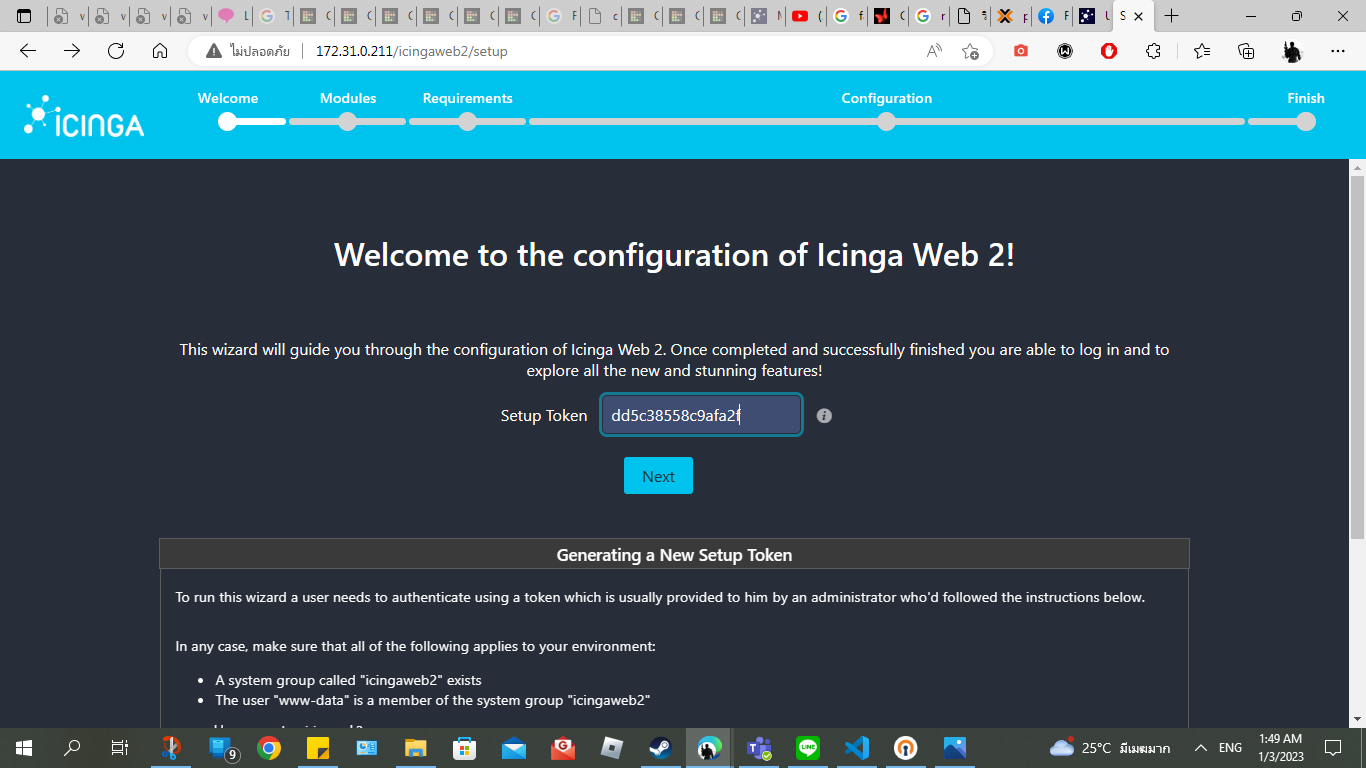 ไม่ปลอดภัย
172.31.0.211/icingaweb2/setup
Welcome
Modules
Requirements
Configuration
Finish
ICINGA
Welcome to the configuration of Icinga Web 2!
This wizard will guide you through the configuration of Icinga Web 2. Once completed and successfully finished you are able to log in and to
explore all the new and stunning features!
Setup Token
dd5c38558c9afa2f
Next
Generating a New Setup Token
To run this wizard a user needs to authenticate using a token which is usually provided to him by an administrator who'd followed the instructions below.
In any case, make sure that all of the following applies to your environment:
• A system group called "icingaweb2" exists
• The user "www-data" is a member of the system group "icingaweb2"
9
25°C มีเมฆมาก
ENG
1:49 AM
1/3/2023